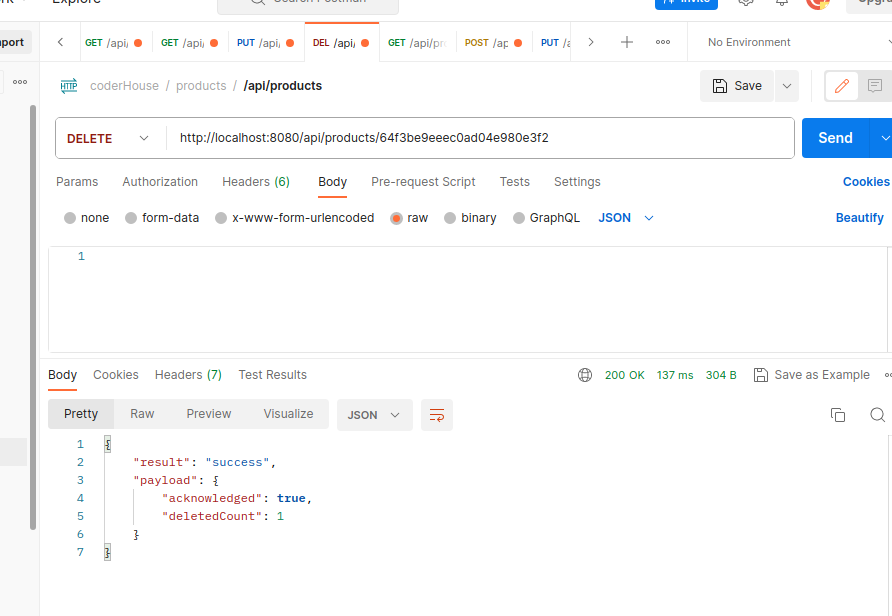 Explore Search Postman Invite
port GET /api/ GET /api/ PUT /api/ DEL /api/ GET /api/pr POST /ap PUT /a No Environment
HTTP coderHouse / products / /api/products Save
DELETE http://localhost:8080/api/products/64f3be9eeec0ad04e980e3f2 Send
Params Authorization Headers (6) Body Pre-request Script Tests Settings Cookies
none form-data x-www-form-urlencoded raw binary GraphQL JSON Beautify
1
Body Cookies Headers (7) Test Results 200 OK 137 ms 304 B Save as Example
Pretty Raw Preview Visualize JSON
1 {
2 "result": "success",
3 "payload": {
4 "acknowledged": true,
5 "deletedCount": 1
6 }
7 }